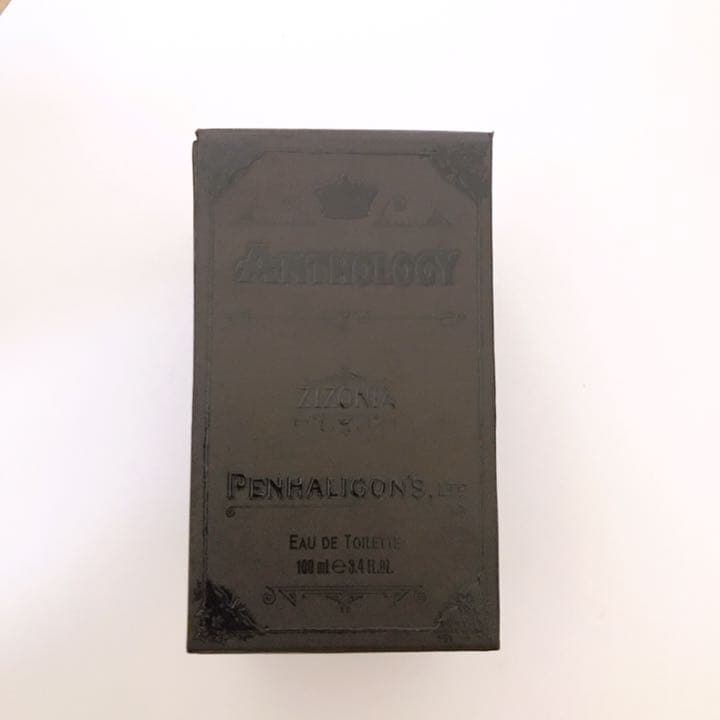 ANTHOLOGY
ZIZONIA
PENHALIGON'S, LTD
EAU DE TOILETTE
100 ml e 3.4 fl.oz.